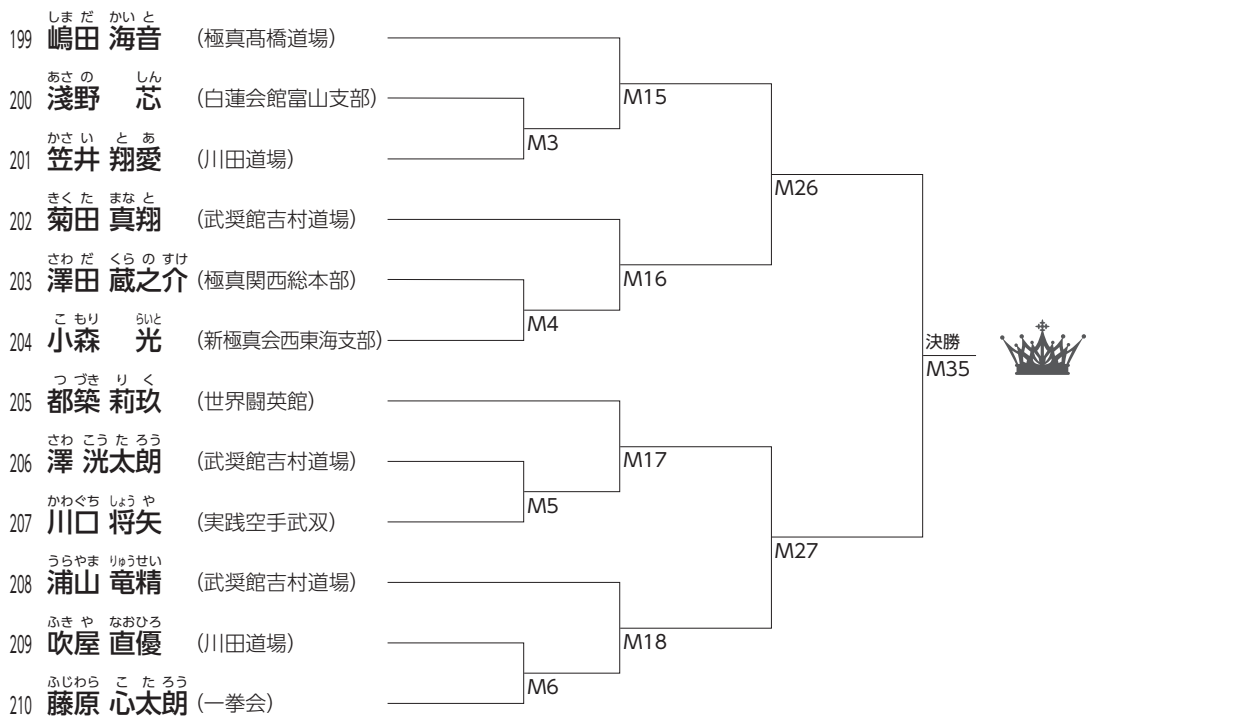 しま だ かい と
199 嶋田 海音 (極真髙橋道場)
あさ の しん
200 淺野 芯 (白蓮会館富山支部)
かさ い と あ
201 笠井 翔愛 (川田道場)
きく た まな と
202 菊田 真翔 (武奨館吉村道場)
さわ だ くら の すけ
203 澤田 蔵之介 (極真関西総本部)
こ もり らいと
204 小森 光 (新極真会西東海支部)
つ づき り く
205 都築 莉玖 (世界闘英館)
さわ こう た ろう
206 澤 洸太朗 (武奨館吉村道場)
かわぐち しょう や
207 川口 将矢 (実践空手武双)
うらやま りゅうせい
208 浦山 竜精 (武奨館吉村道場)
ふき や なおひろ
209 吹屋 直優 (川田道場)
ふじわら こ た ろう
210 藤原 心太朗 (一拳会)
M3
M4
M5
M6
M15
M16
M17
M18
M26
M27
決勝
M35